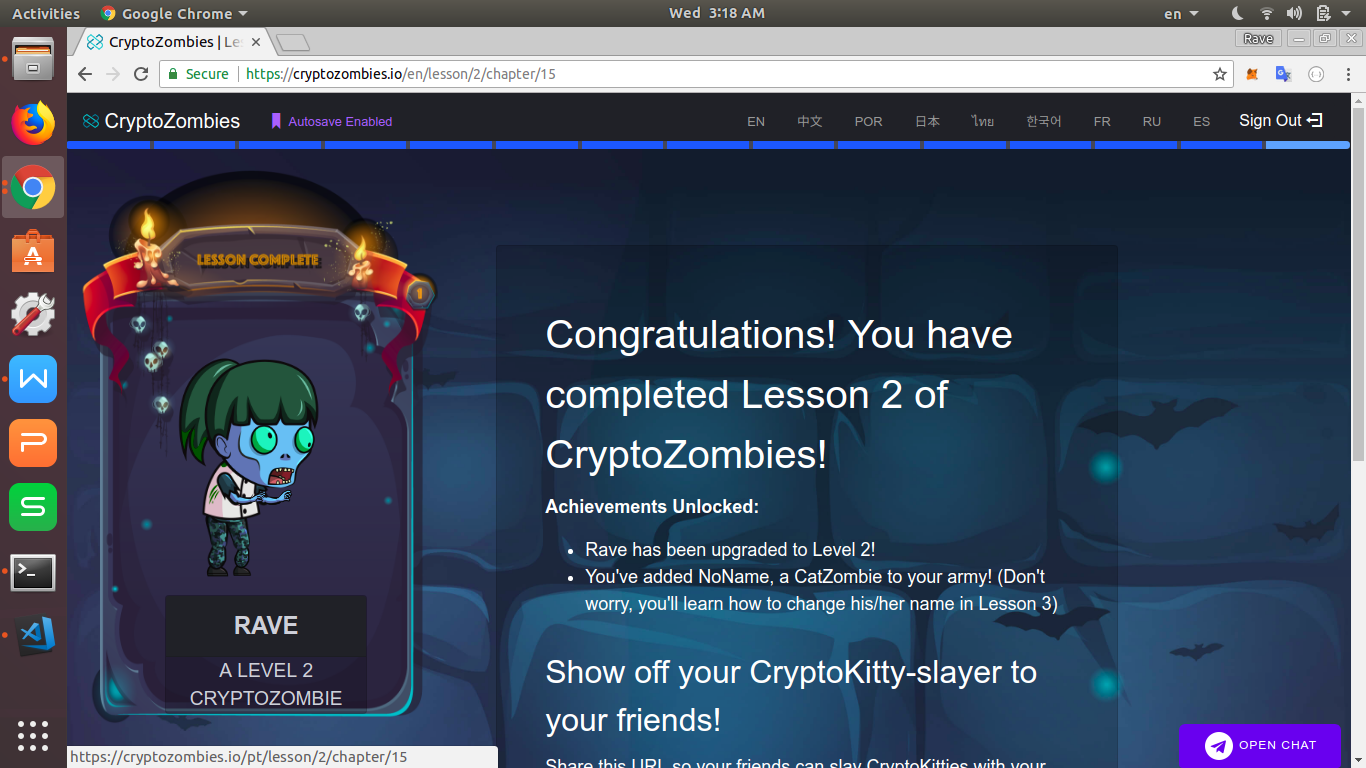 Activities
Google Chrome
Wed 3:18 AM
en
CryptoZombies | Le
Rave
Secure
https://cryptozombies.io/en/lesson/2/chapter/15
CryptoZombies
Autosave Enabled
EN
中文
POR
日本
ไทย
한국어
FR
RU
ES
Sign Out
LESSON COMPLETE
1
RAVE
A LEVEL 2
CRYPTOZOMBIE
Congratulations! You have
completed Lesson 2 of
CryptoZombies!
Achievements Unlocked:
• Rave has been upgraded to Level 2!
• You've added NoName, a CatZombie to your army! (Don't
worry, you'll learn how to change his/her name in Lesson 3)
Show off your CryptoKitty-slayer to
your friends!
Share this URL so your friends can slay CryptoKitties with your
OPEN CHAT
https://cryptozombies.io/pt/lesson/2/chapter/15